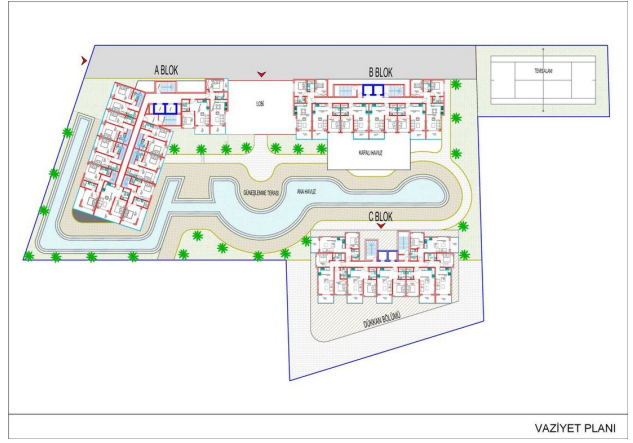 A BLOK
B BLOK
TENİS ALANI
LOBİ
KAPALI HAVUZ
GÜNEŞLENME TERASI
ANA HAVUZ
C BLOK
DÜKKAN BÖLÜMÜ
VAZİYET PLANI